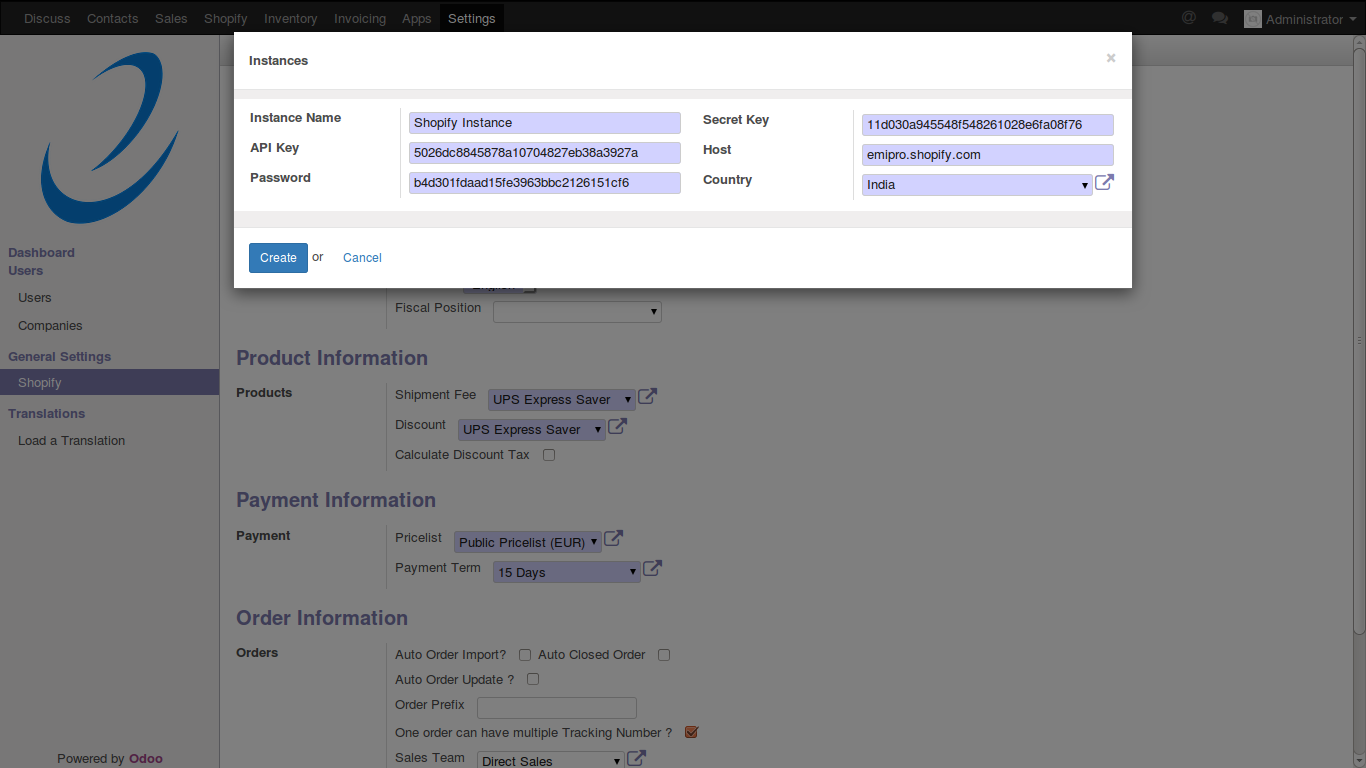 Discuss Contacts Sales Shopify Inventory Invoicing Apps Settings @ Administrator
Instances ×
Instance Name Shopify Instance
API Key 5026dc8845878a10704827eb38a3927a
Password b4d301fdaad15fe3963bbc2126151cf6
Secret Key 11d030a945548f548261028e6fa08f76
Host emipro.shopify.com
Country India
Create or Cancel
Dashboard
Users
Users
Companies
General Settings
Shopify
Translations
Load a Translation
Powered by Odoo
English
Fiscal Position
Product Information
Products
Shipment Fee UPS Express Saver
Discount UPS Express Saver
Calculate Discount Tax
Payment Information
Payment
Pricelist Public Pricelist (EUR)
Payment Term 15 Days
Order Information
Orders
Auto Order Import? Auto Closed Order
Auto Order Update ?
Order Prefix
One order can have multiple Tracking Number ?
Sales Team Direct Sales